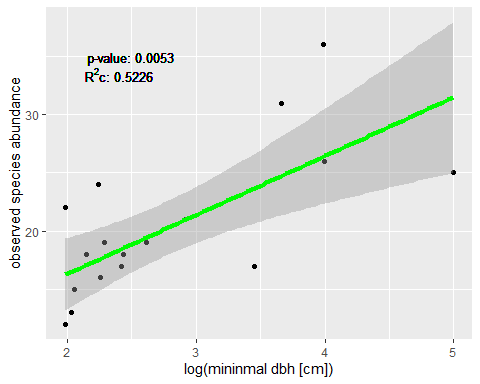 p-value: 0.0053
R²c: 0.5226
observed species abundance
30
20
2 3 4 5
log(mininmal dbh [cm])